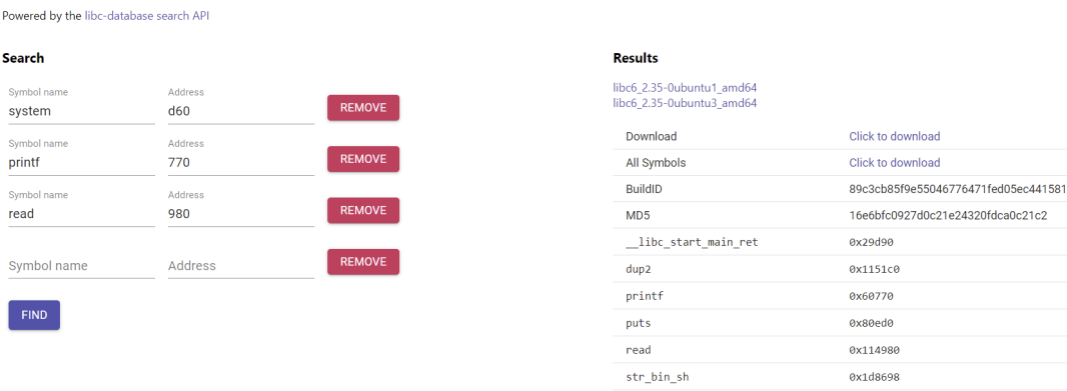 Powered by the libc-database search API
Search
Symbol name Address
system d60 REMOVE
Symbol name Address
printf 770 REMOVE
Symbol name Address
read 980 REMOVE
Symbol name Address REMOVE
FIND
Results
libc6_2.35-0ubuntu1_amd64
libc6_2.35-0ubuntu3_amd64
Download Click to download
All Symbols Click to download
BuildID 89c3cb85f9e55046776471fed05ec441581
MD5 16e6bfc0927d0c21e24320fdca0c21c2
__libc_start_main_ret 0x29d90
dup2 0x1151c0
printf 0x60770
puts 0x80ed0
read 0x114980
str_bin_sh 0x1d8698